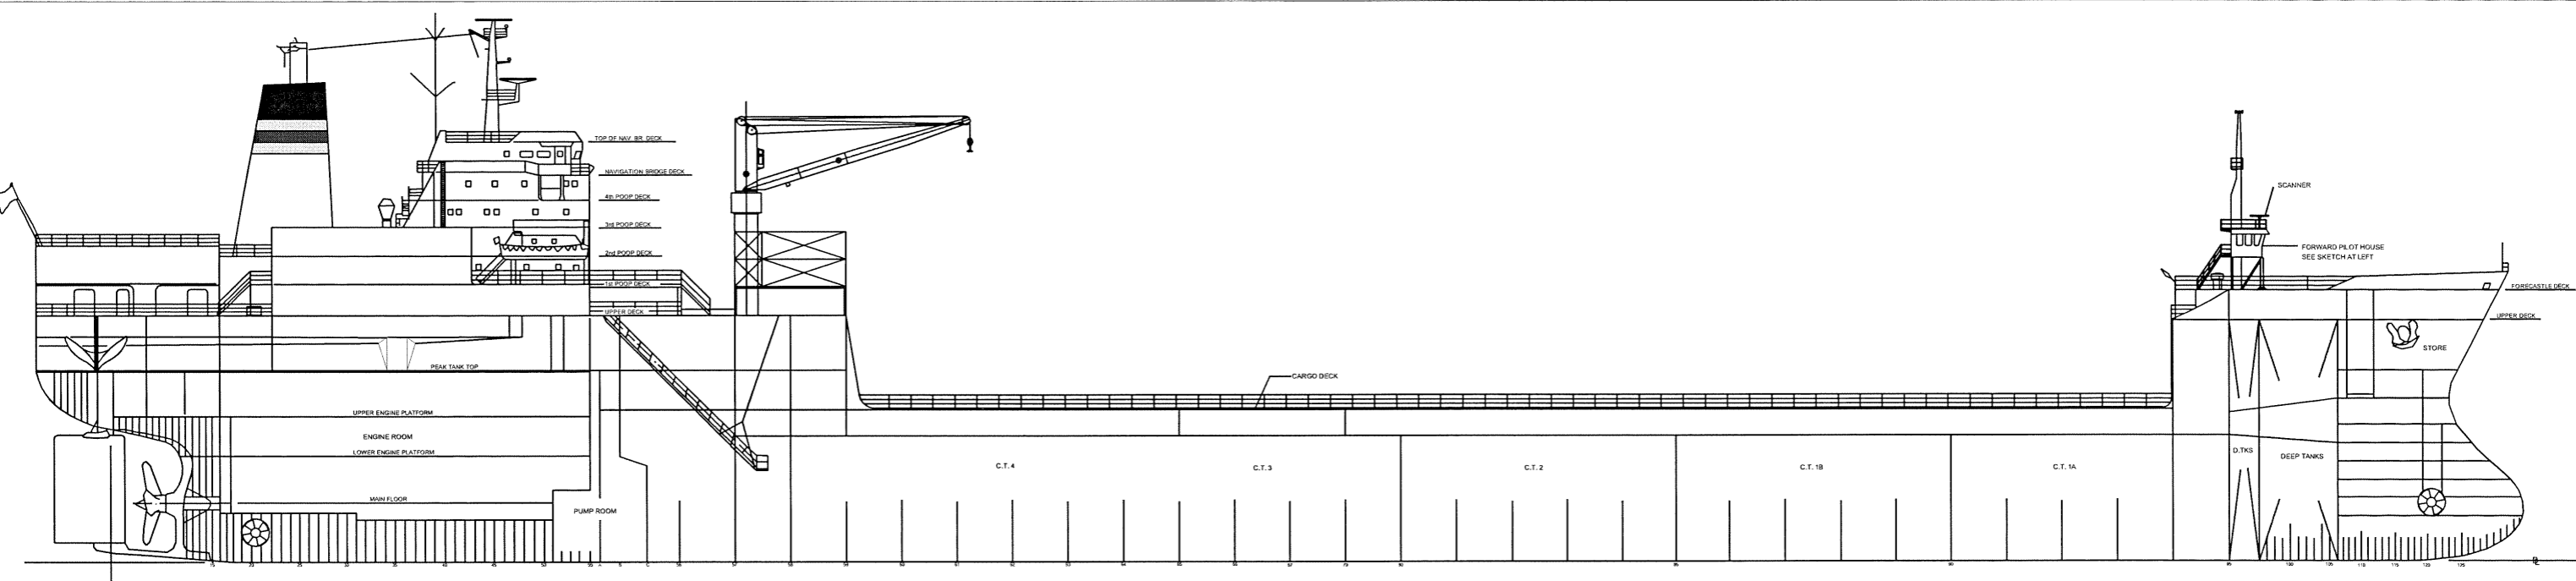 TOP OF NAV. BR. DECK
NAVIGATION BRIDGE DECK
4th POOP DECK
3rd POOP DECK
2nd POOP DECK
1st POOP DECK
UPPER DECK
SCANNER
FORWARD PILOT HOUSE
SEE SKETCH AT LEFT
FORECASTLE DECK
UPPER DECK
STORE
PEAK TANK TOP
CARGO DECK
UPPER ENGINE PLATFORM
ENGINE ROOM
LOWER ENGINE PLATFORM
MAIN FLOOR
PUMP ROOM
C.T. 4
C.T. 3
C.T. 2
C.T. 1B
C.T. 1A
D.TKS
DEEP TANKS